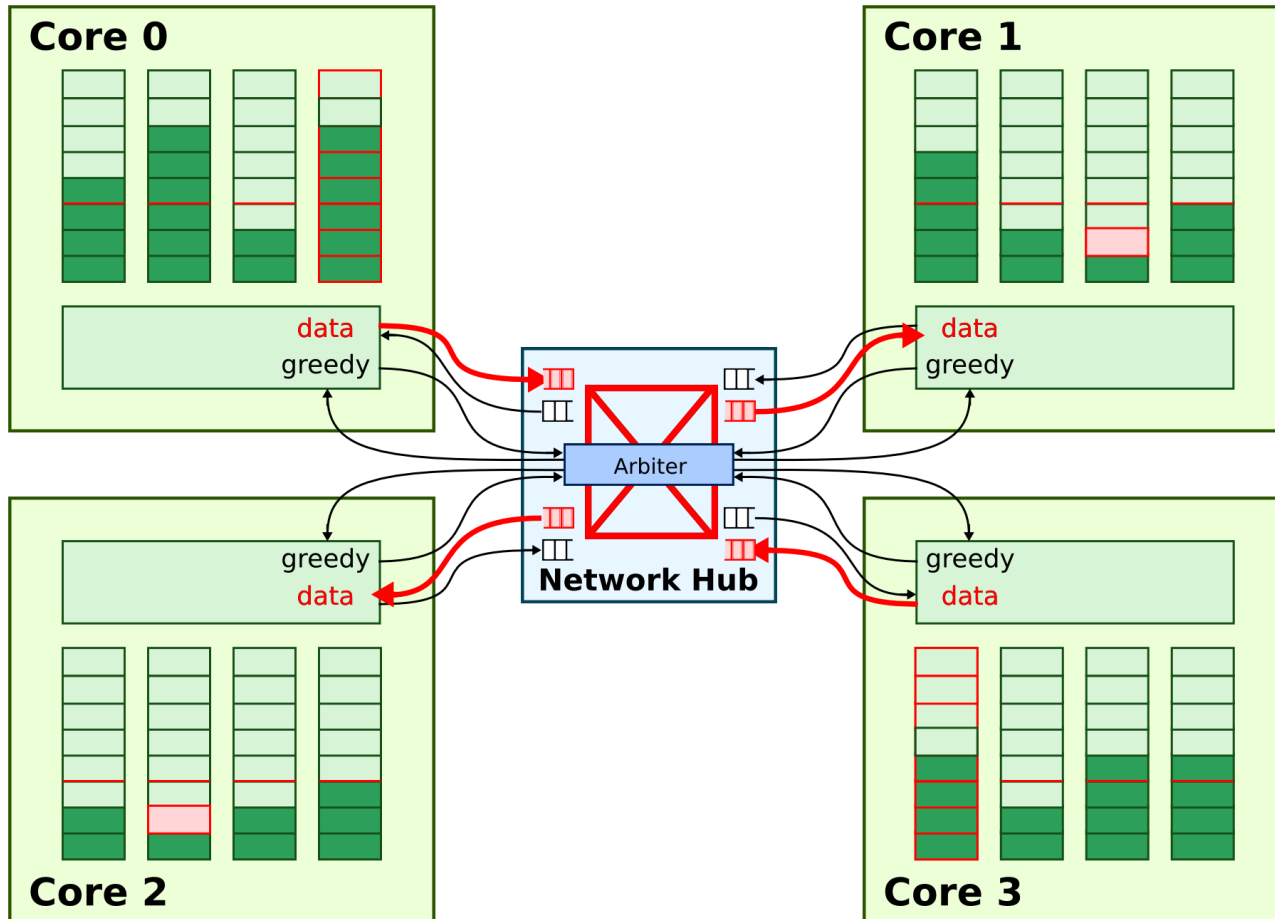 Core 0
Core 1
data
greedy
data
greedy
Arbiter
Network Hub
greedy
data
greedy
data
Core 2
Core 3